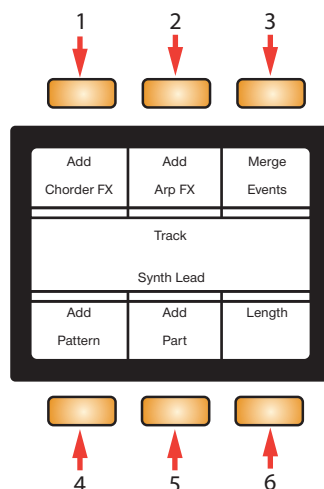 1 2 3
Add Add Merge
Chorder FX Arp FX Events
Track
Synth Lead
Add Add Length
Pattern Part
4 5 6